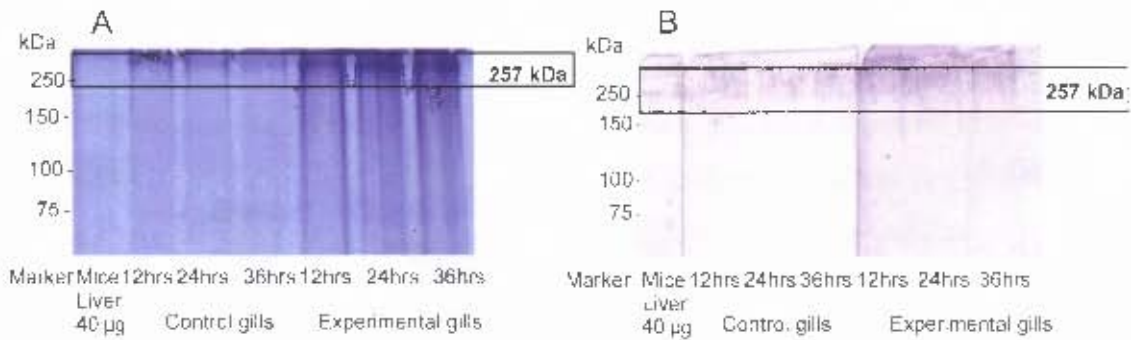 A
kDa
250 -
257 kDa
150 -
100 -
75 -
Marker Mice 12hrs 24hrs 36hrs 12hrs 24hrs 36hrs
Liver
40 µg Control gills Experimental gills
B
kDa
250 -
257 kDa
150 -
100 -
75 -
Marker Mice 12hrs 24hrs 36hrs 12hrs 24hrs 36hrs
Liver
40 µg Control gills Experimental gills